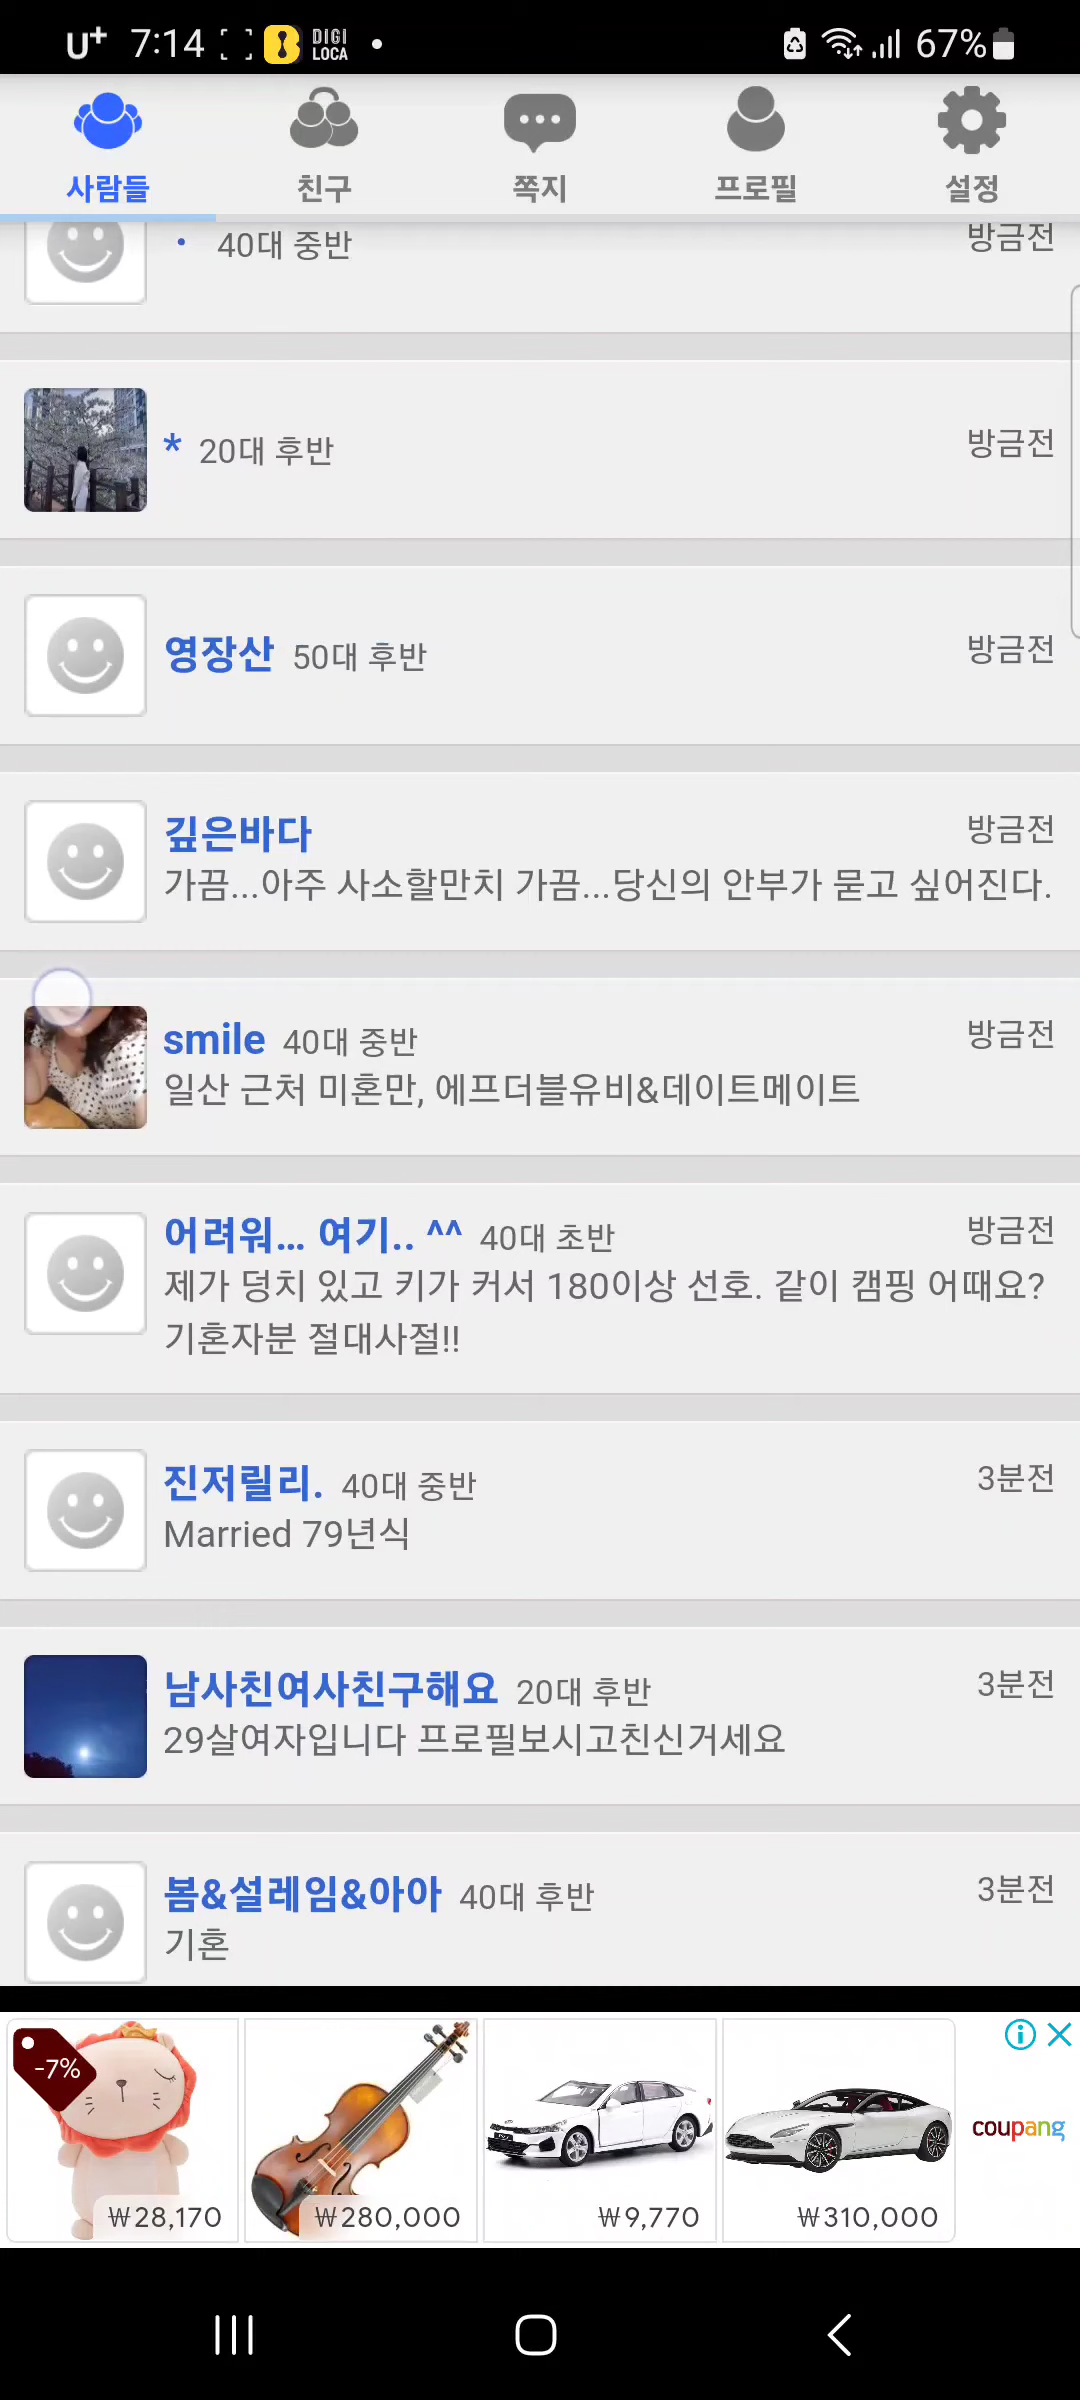 U+ 7:14 DIGI LOCA 67%
사람들 친구 쪽지 프로필 설정
· 40대 중반 방금전
* 20대 후반 방금전
영장산 50대 후반 방금전
깊은바다 방금전
가끔...아주 사소할만치 가끔...당신의 안부가 묻고 싶어진다.
smile 40대 중반 방금전
일산 근처 미혼만, 에프더블유비&데이트메이트
어려워... 여기.. ^^ 40대 초반 방금전
제가 덩치 있고 키가 커서 180이상 선호. 같이 캠핑 어때요?
기혼자분 절대사절!!
진저릴리. 40대 중반 3분전
Married 79년식
남사친여사친구해요 20대 후반 3분전
29살여자입니다 프로필보시고친신거세요
봄&설레임&아아 40대 후반 3분전
기혼
-7%
₩28,170 ₩280,000 ₩9,770 ₩310,000
coupang